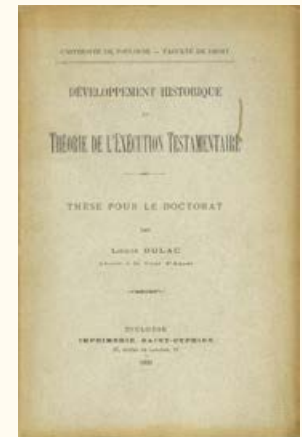 UNIVERSITÉ DE TOULOUSE — FACULTÉ DE DROIT
DÉVELOPPEMENT HISTORIQUE
ET
THÉORIE DE L'EXÉCUTION TESTAMENTAIRE
THÈSE POUR LE DOCTORAT
PAR
LOUIS DULAC
TOULOUSE
IMPRIMERIE SAINT-CYPRIEN